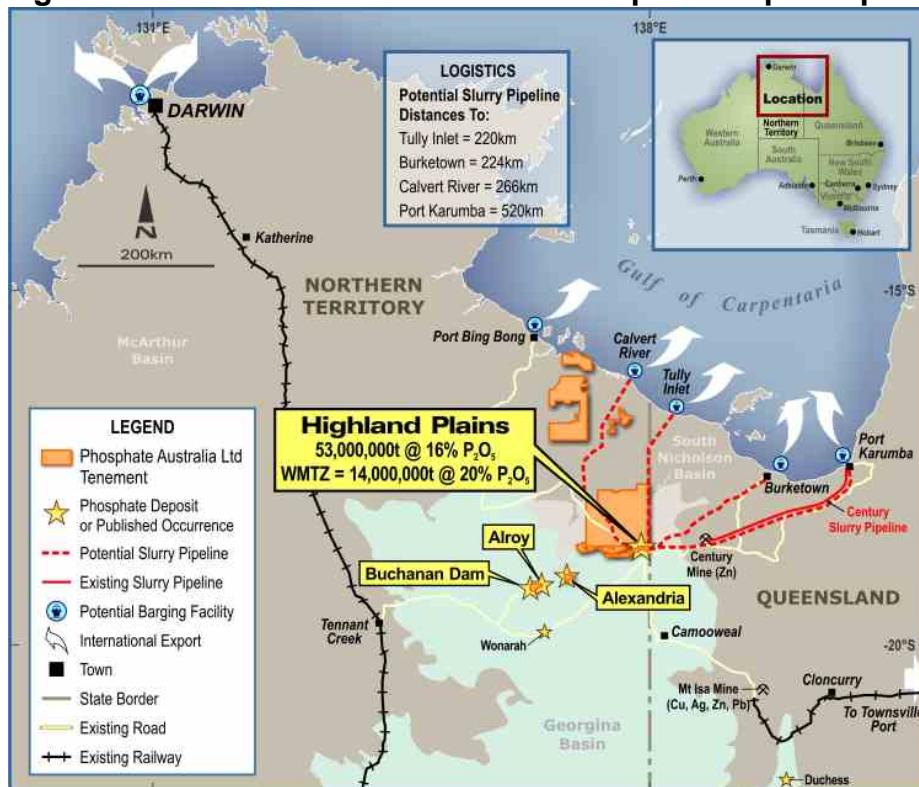 131°E
138°E
DARWIN
LOGISTICS
Potential Slurry Pipeline
Distances To:
Tully Inlet = 220km
Burketown = 224km
Calvert River = 266km
Port Karumba = 520km
Darwin
Location
Northern
Territory
Western
Australia
Queensland
South
Australia
Brisbane
New South
Wales
Perth
Adelaide
Canberra
Sydney
Victoria
Melbourne
Tasmania
Hobart
N
200km
Katherine
NORTHERN
TERRITORY
Gulf of Carpentaria
-15°S
McArthur
Basin
Port Bing Bong
Calvert
River
Tully
Inlet
Highland Plains
53,000,000t @ 16% P₂O₅
WMTZ = 14,000,000t @ 20% P₂O₅
South
Nicholson
Basin
Port
Karumba
Burketown
Century
Slurry Pipeline
Century
Mine (Zn)
Alroy
Buchanan Dam
Alexandria
QUEENSLAND
Tennant
Creek
Wonarah
Camooweal
-20°S
Mt Isa Mine
(Cu, Ag, Zn, Pb)
Cloncurry
To Townsville
Port
Georgina
Basin
Duchess
LEGEND
Phosphate Australia Ltd
Tenement
Phosphate Deposit
or Published Occurrence
Potential Slurry Pipeline
Existing Slurry Pipeline
Potential Barging Facility
International Export
Town
State Border
Existing Road
Existing Railway